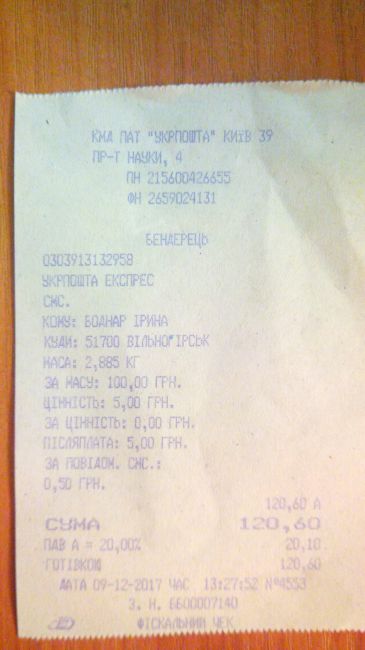 КМД ПАТ "УКРПОШТА" КИЇВ 39
ПР-Т НАУКИ, 4
ПН 215600426655
ФН 2659024131
БЕНДЕРЕЦЬ
0303913132958
УКРПОШТА ЕКСПРЕС
СМС.
КОМУ: БОДНАР ІРИНА
КУДИ: 51700 ВІЛЬНОГІРСЬК
МАСА: 2,885 КГ
ЗА МАСУ: 100,00 ГРН.
ЦІННІСТЬ: 5,00 ГРН.
ЗА ЦІННІСТЬ: 0,00 ГРН.
ПІСЛЯПЛАТА: 5,00 ГРН.
ЗА ПОВІДОМ. СМС.:
0,50 ГРН.
120,60 А
СУМА 120,60
ПДВ А = 20,00% 20,10
ГОТІВКОЮ 120,60
ДАТА 09-12-2017 ЧАС 13:27:52 №4553
З. Н. 6600007140
ФІСКАЛЬНИЙ ЧЕК